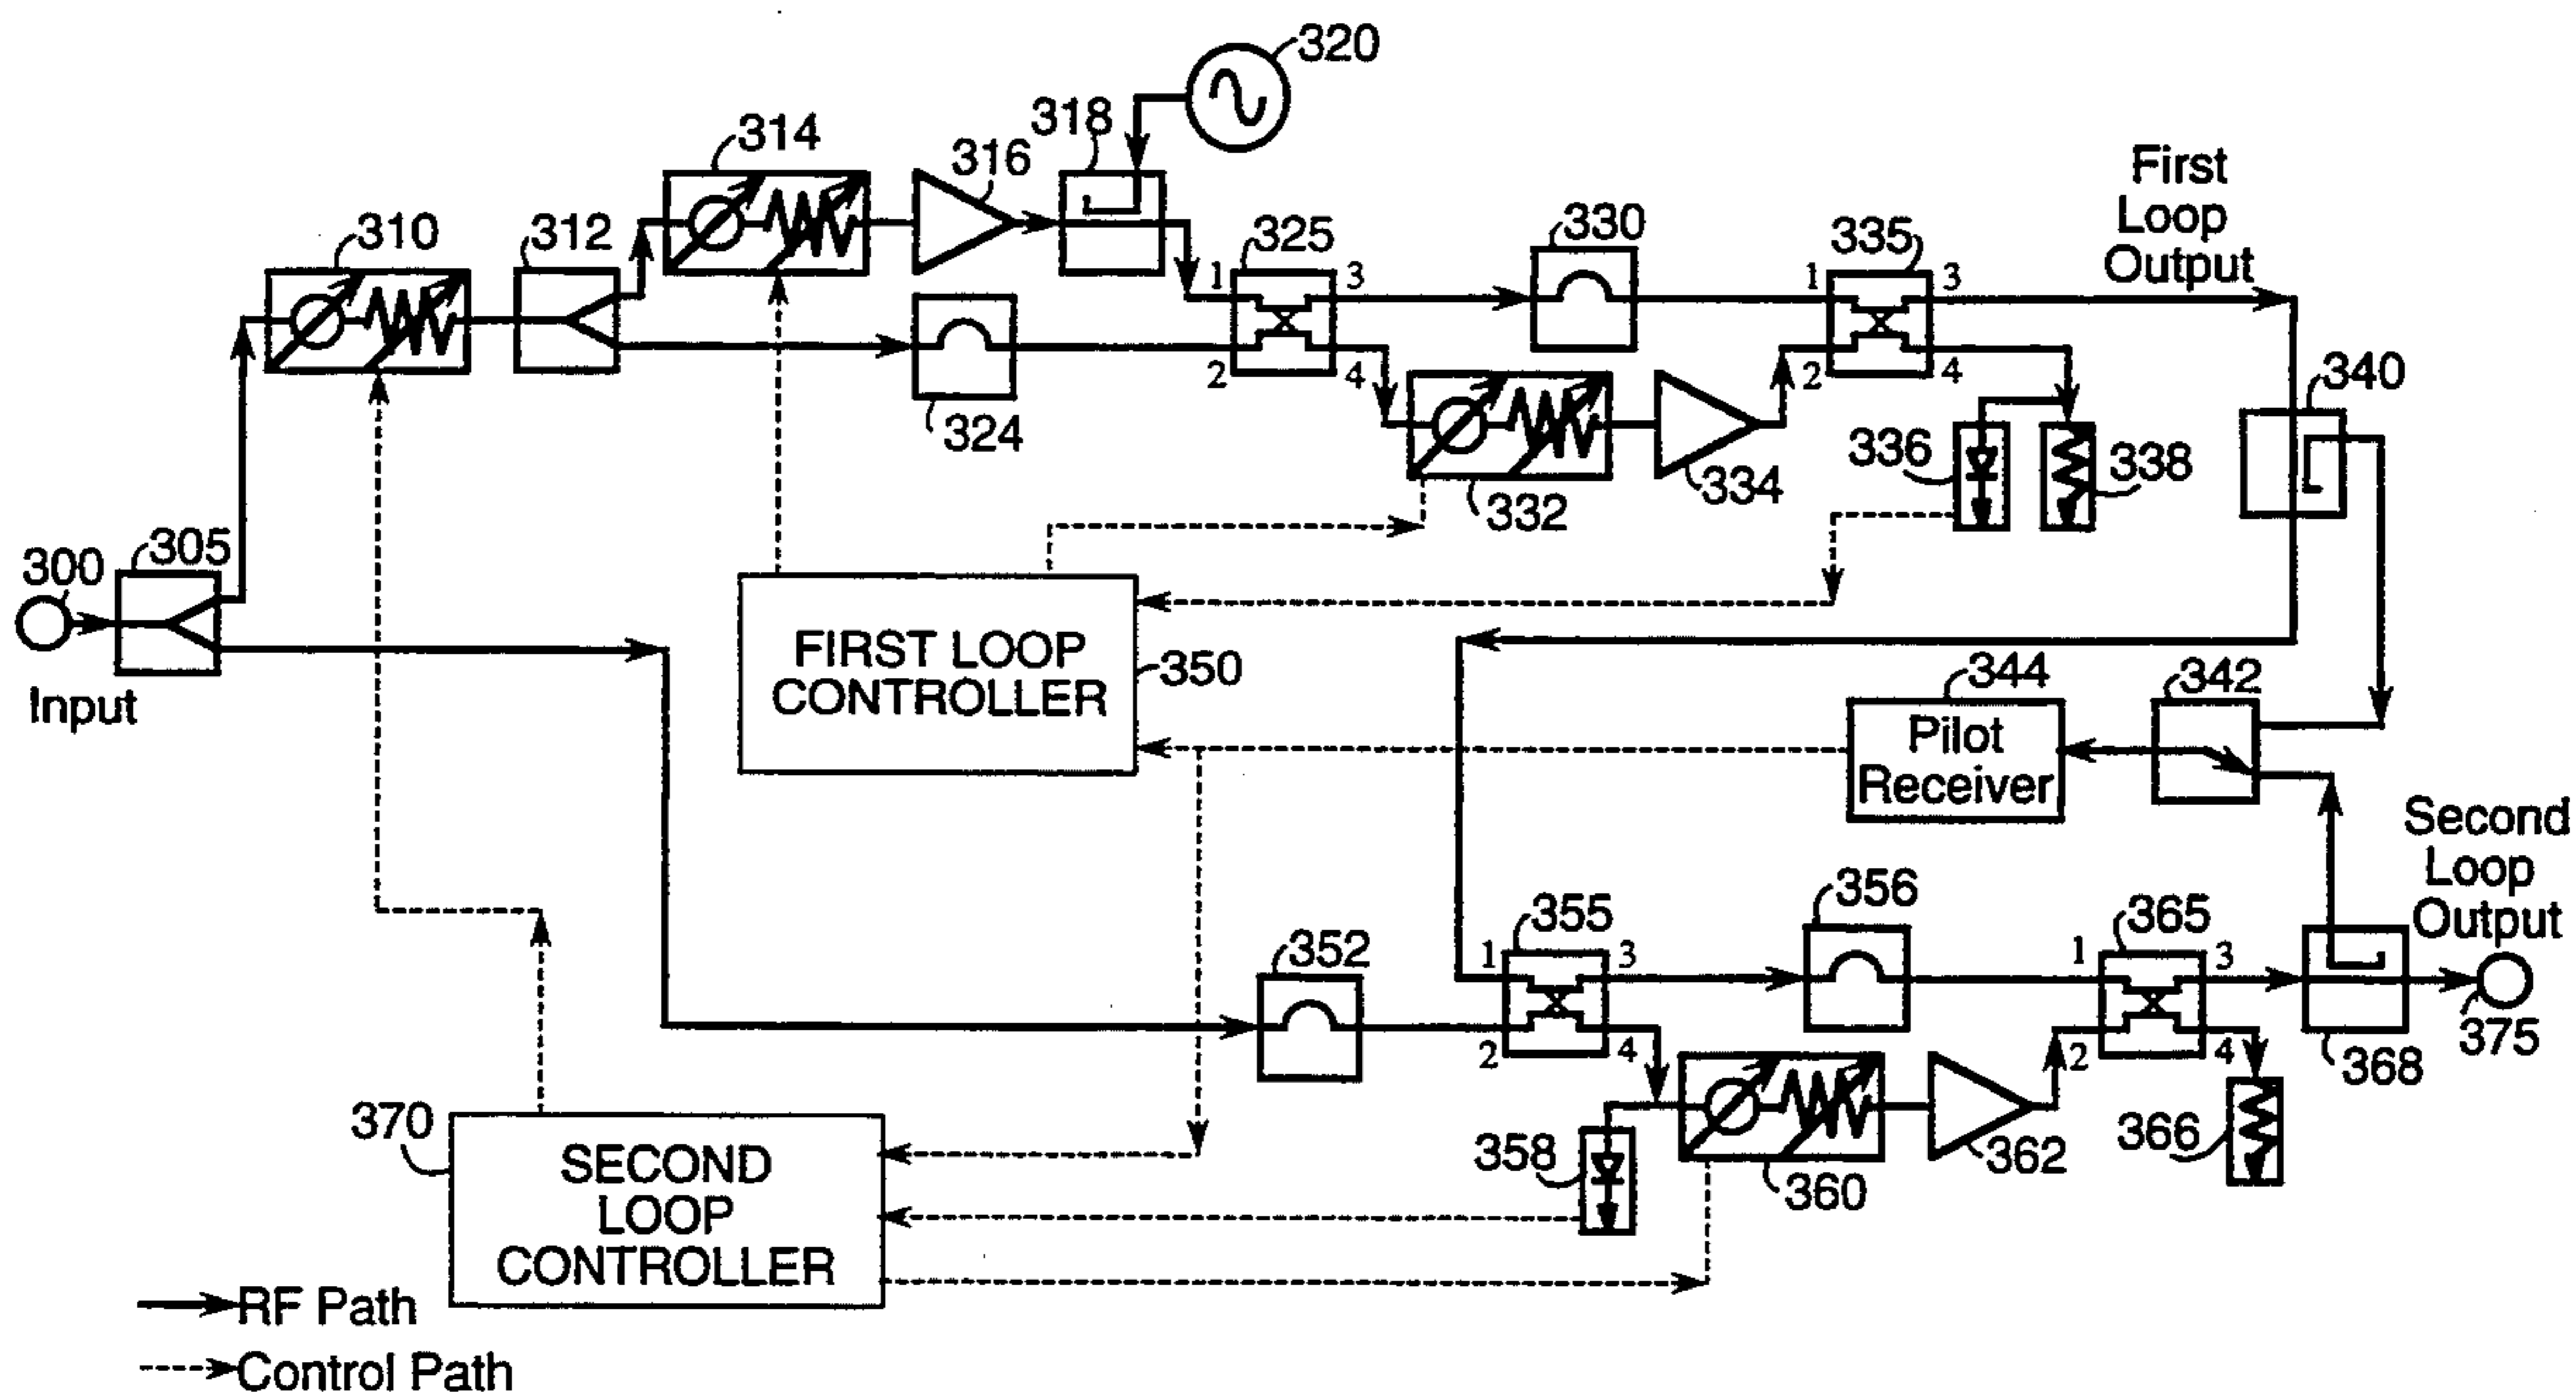 320
318
314
316
First
Loop
Output
310
312
325
330
335
1
3
1
3
2
4
2
4
324
340
332
334
336
338
300
305
Input
FIRST LOOP
CONTROLLER
350
344
342
Pilot
Receiver
Second
Loop
Output
352
355
356
365
1
3
1
3
2
4
2
4
368
375
370
SECOND
LOOP
CONTROLLER
358
360
362
366
RF Path
Control Path